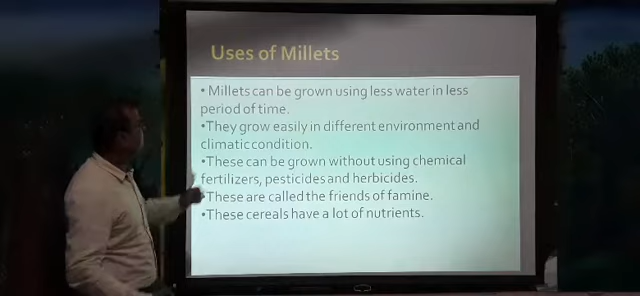 Uses of Millets
• Millets can be grown using less water in less
period of time.
•They grow easily in different environment and
climatic condition.
•These can be grown without using chemical
fertilizers, pesticides and herbicides.
•These are called the friends of famine.
•These cereals have a lot of nutrients.